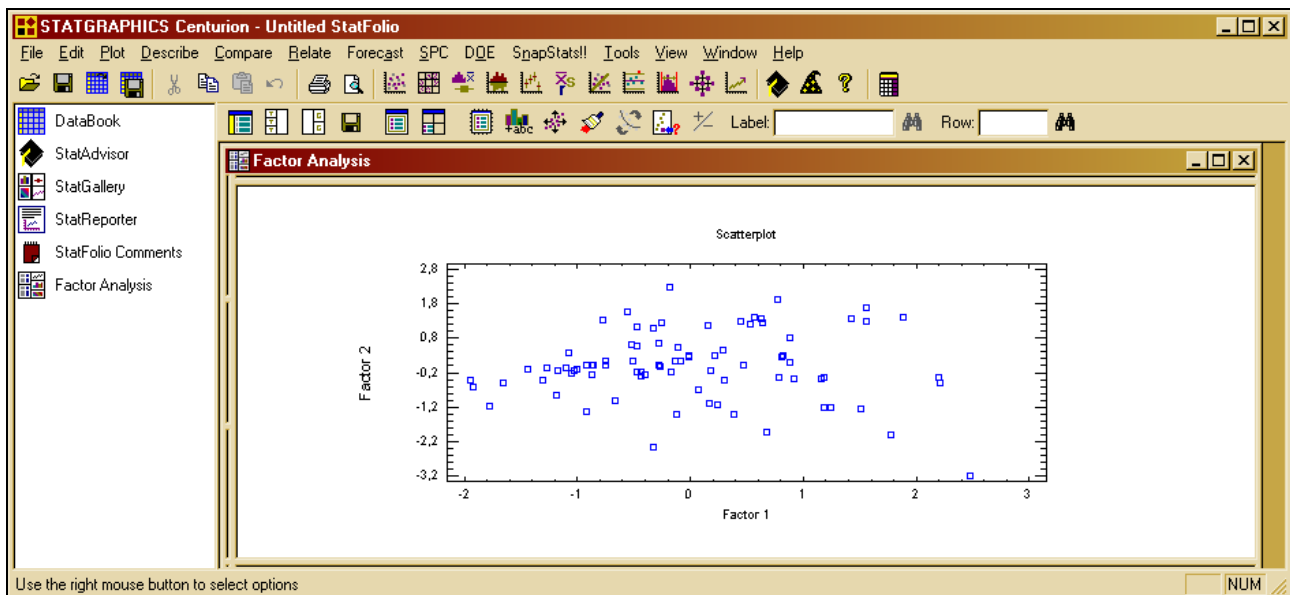 STATGRAPHICS Centurion - Untitled StatFolio
File Edit Plot Describe Compare Relate Forecast SPC DOE SnapStats!! Tools View Window Help
Label: Row:
DataBook
StatAdvisor
StatGallery
StatReporter
StatFolio Comments
Factor Analysis
Factor Analysis
Scatterplot
Factor 2
2,8
1,8
0,8
-0,2
-1,2
-2,2
-3,2
-2 -1 0 1 2 3
Factor 1
Use the right mouse button to select options NUM